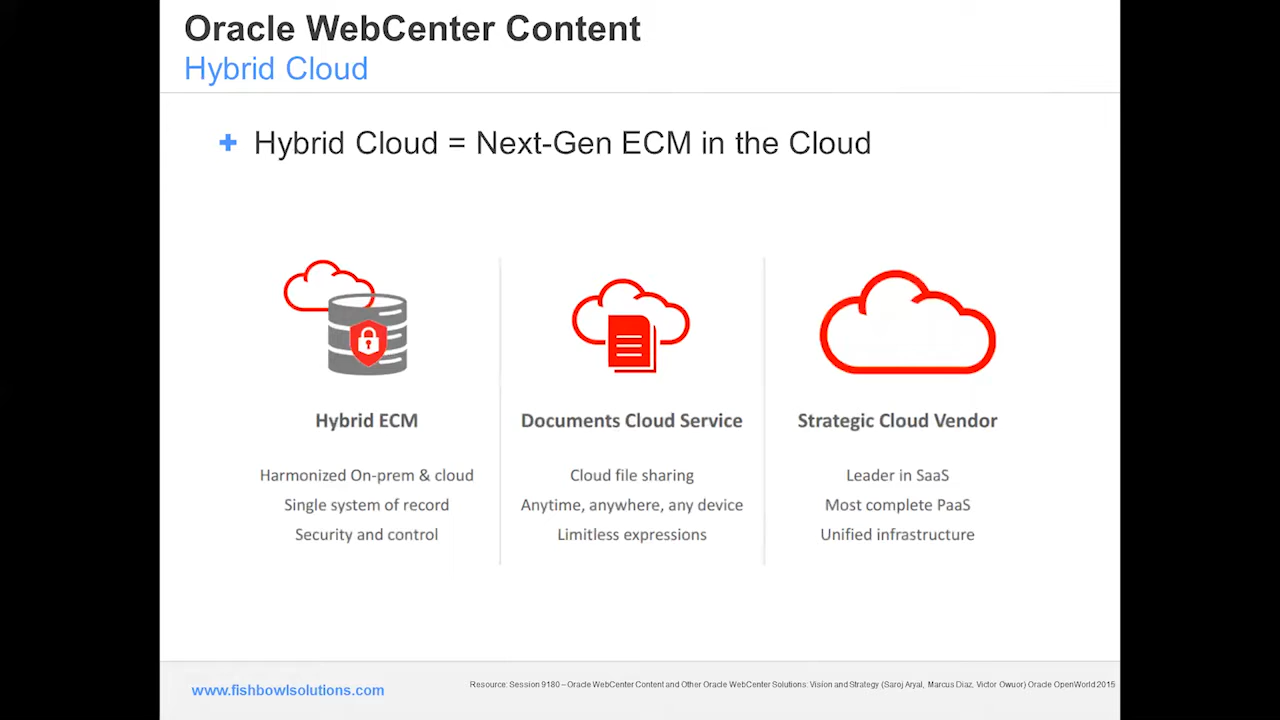 Oracle WebCenter Content
Hybrid Cloud
Hybrid Cloud = Next-Gen ECM in the Cloud
Hybrid ECM
Harmonized On-prem & cloud
Single system of record
Security and control
Documents Cloud Service
Cloud file sharing
Anytime, anywhere, any device
Limitless expressions
Strategic Cloud Vendor
Leader in SaaS
Most complete PaaS
Unified infrastructure
www.fishbowlsolutions.com
Resource: Session 9180 – Oracle WebCenter Content and Other Oracle WebCenter Solutions: Vision and Strategy (Saroj Aryal, Marcus Diaz, Victor Owuor) Oracle OpenWorld 2015